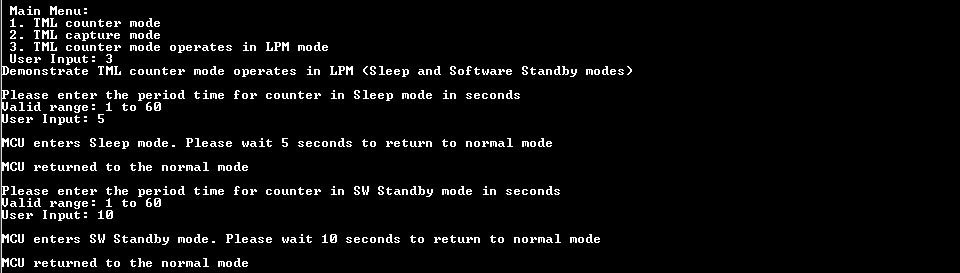 Main Menu:
1. TML counter mode
2. TML capture mode
3. TML counter mode operates in LPM mode
User Input: 3
Demonstrate TML counter mode operates in LPM (Sleep and Software Standby modes)
Please enter the period time for counter in Sleep mode in seconds
Valid range: 1 to 60
User Input: 5
MCU enters Sleep mode. Please wait 5 seconds to return to normal mode
MCU returned to the normal mode
Please enter the period time for counter in SW Standby mode in seconds
Valid range: 1 to 60
User Input: 10
MCU enters SW Standby mode. Please wait 10 seconds to return to normal mode
MCU returned to the normal mode